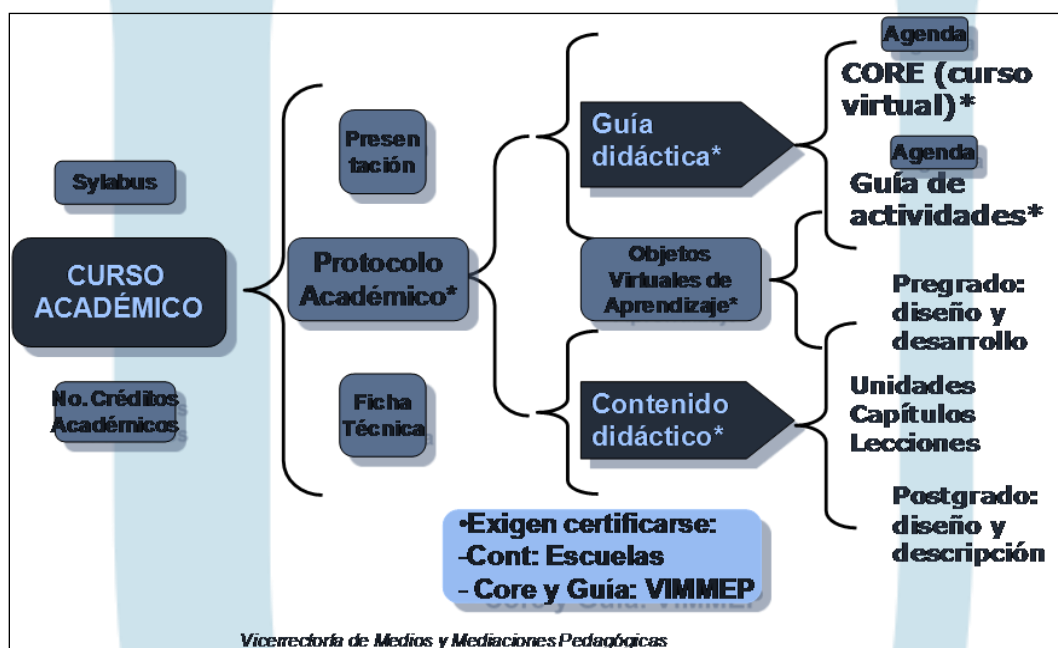 Sylabus
CURSO
ACADÉMICO
No. Créditos
Académicos
Presen
tación
Protocolo
Académico*
Ficha
Técnica
Guía
didáctica*
Objetos
Virtuales de
Aprendizaje*
Contenido
didáctico*
Agenda
CORE (curso
virtual)*
Agenda
Guía de
actividades*
Pregrado:
diseño y
desarrollo
Unidades
Capítulos
Lecciones
Postgrado:
diseño y
descripción
•Exigen certificarse:
-Cont: Escuelas
- Core y Guía: VIMMEP
Vicerrectoría de Medios y Mediaciones Pedagógicas